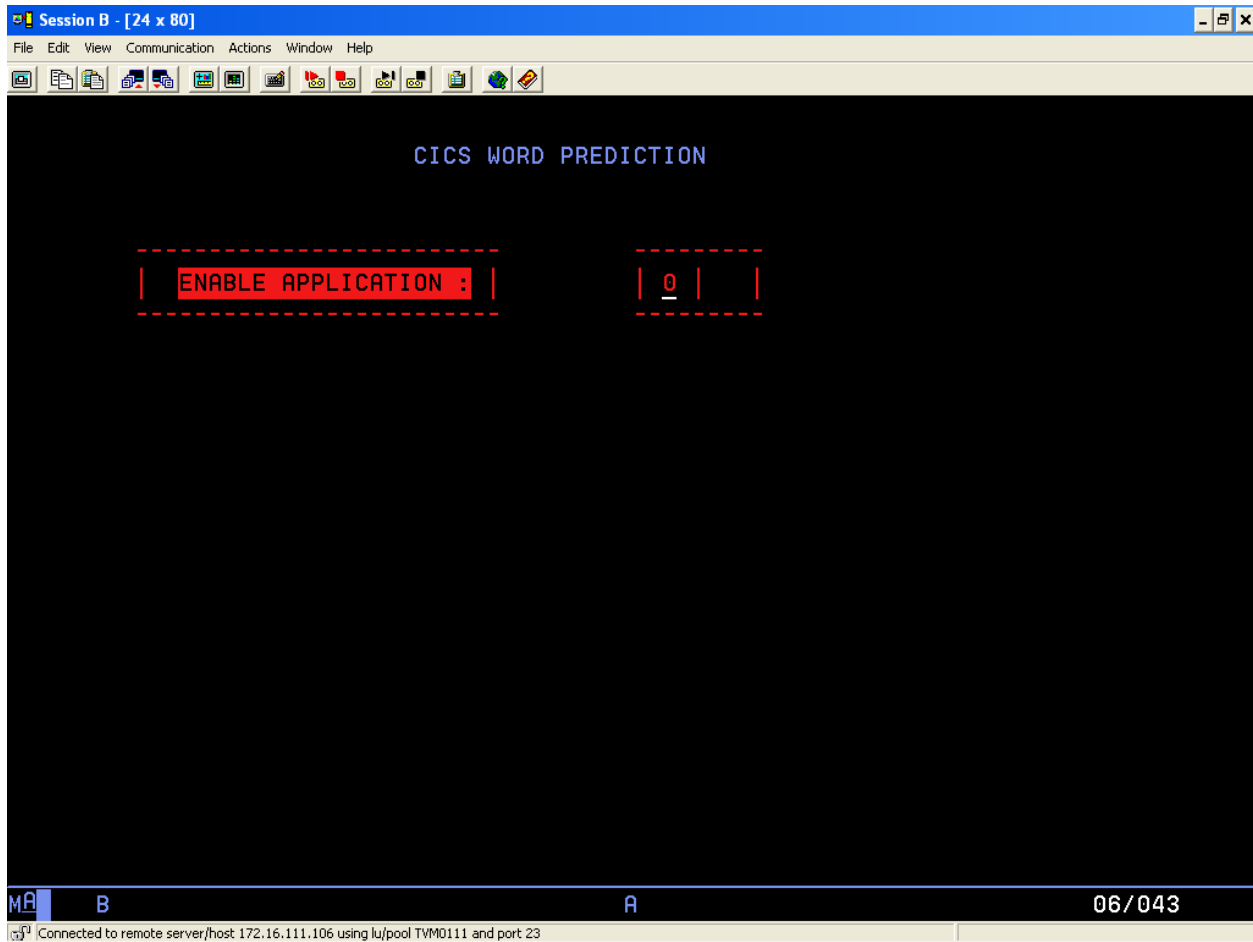 Session B - [24 x 80]
File Edit View Communication Actions Window Help
CICS WORD PREDICTION
-------------------------- ---------
| ENABLE APPLICATION : | | 0 | |
-------------------------- ---------
MA B A 06/043
Connected to remote server/host 172.16.111.106 using lu/pool TVM0111 and port 23